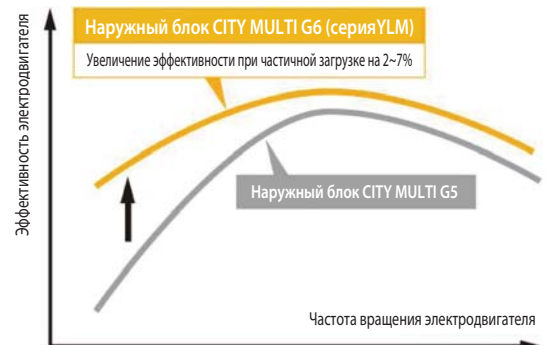 Эффективность электродвигателя
Наружный блок CITY MULTI G6 (серияYLM)
Увеличение эффективности при частичной загрузке на 2~7%
Наружный блок CITY MULTI G5
Частота вращения электродвигателя